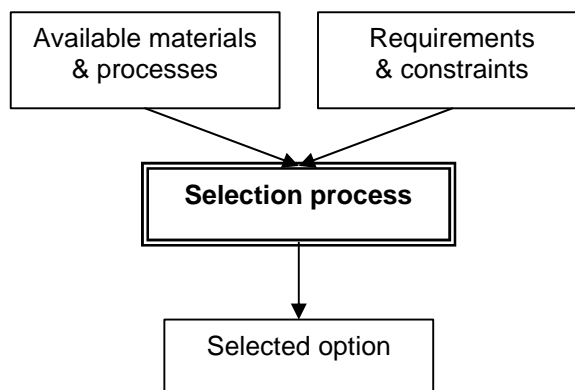 Available materials
& processes
Requirements
& constraints
Selection process
Selected option